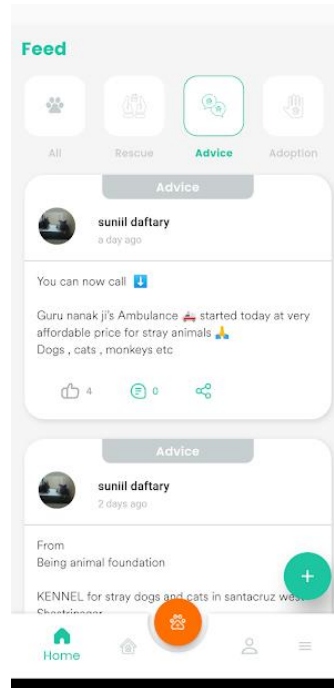 Feed
All
Rescue
Advice
Adoption
Advice
suniil daftary
a day ago
You can now call ⬇️
Guru nanak ji's Ambulance 🚑 started today at very
affordable price for stray animals 🙏
Dogs , cats , monkeys etc
4
0
Advice
suniil daftary
2 days ago
From
Being animal foundation
KENNEL for stray dogs and cats in santacruz west
Shastrinagar
Home